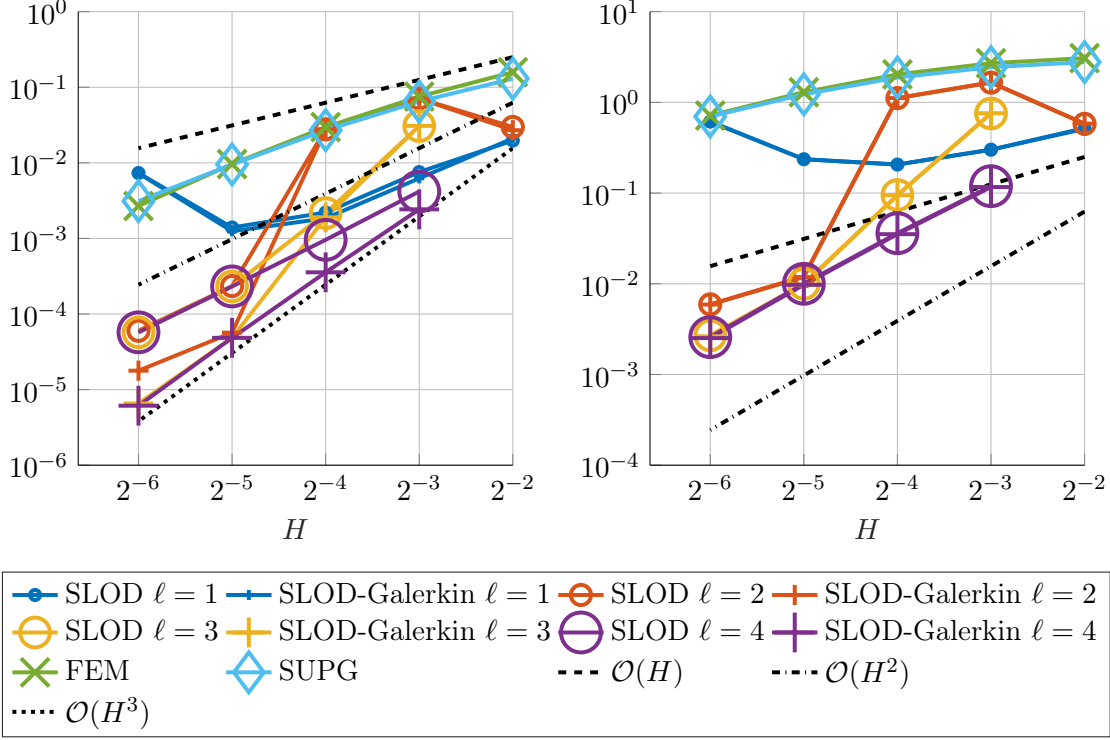 10^0
10^-1
10^-2
10^-3
10^-4
10^-5
10^-6
2^-6 2^-5 2^-4 2^-3 2^-2
H
10^1
10^0
10^-1
10^-2
10^-3
10^-4
2^-6 2^-5 2^-4 2^-3 2^-2
H
SLOD ℓ = 1 SLOD-Galerkin ℓ = 1 SLOD ℓ = 2 SLOD-Galerkin ℓ = 2
SLOD ℓ = 3 SLOD-Galerkin ℓ = 3 SLOD ℓ = 4 SLOD-Galerkin ℓ = 4
FEM SUPG O(H) O(H^2)
O(H^3)